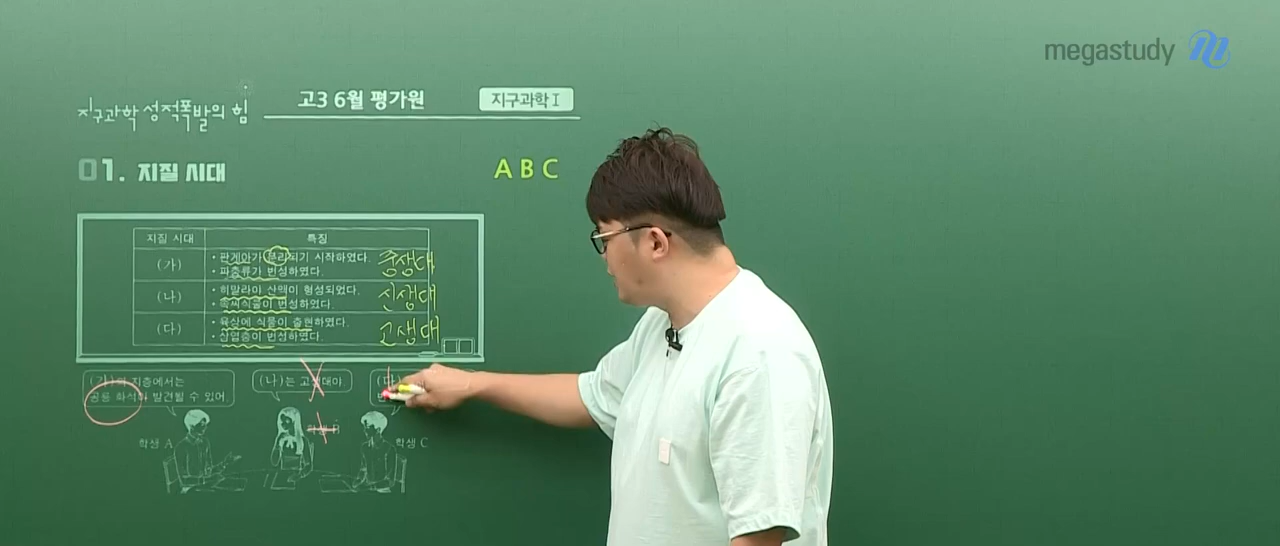 megastudy
지구과학 성적폭발의 힘
고3 6월 평가원
지구과학 I
01. 지질 시대
A B C
지질 시대
특징
(가)
• 판게아가 분리되기 시작하였다.
• 파충류가 번성하였다.
중생대
(나)
• 히말라야 산맥이 형성되었다.
• 속씨식물이 번성하였다.
신생대
(다)
• 육상에 식물이 출현하였다.
• 삼엽충이 번성하였다.
고생대
(가)의 지층에서는
공룡 화석이 발견될 수 있어.
(나)는 고생대야.
(다)
학생 A
학생 B
학생 C